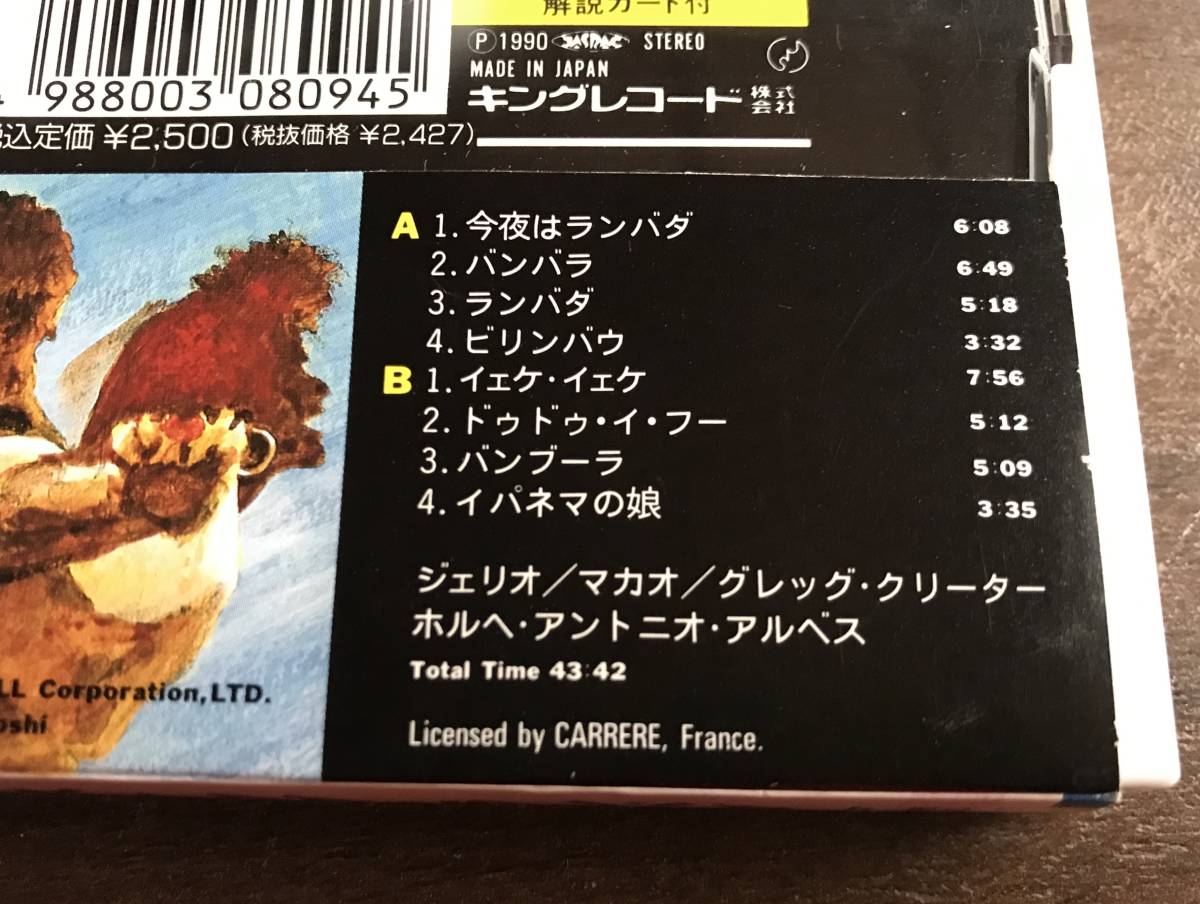 解説カード付
Ⓟ1990 STEREO
MADE IN JAPAN
キングレコード 株式会社
988003 080945
税込定価 ¥2,500 (税抜価格 ¥2,427)
A 1. 今夜はランバダ 6:08
2. バンバラ 6:49
3. ランバダ 5:18
4. ビリンバウ 3:32
B 1. イェケ・イェケ 7:56
2. ドゥドゥ・イ・フー 5:12
3. バンブーラ 5:09
4. イパネマの娘 3:35
ジェリオ/マカオ/グレッグ・クリーター
ホルヘ・アントニオ・アルベス
Total Time 43:42
LL Corporation,LTD.
oshi
Licensed by CARRERE, France.